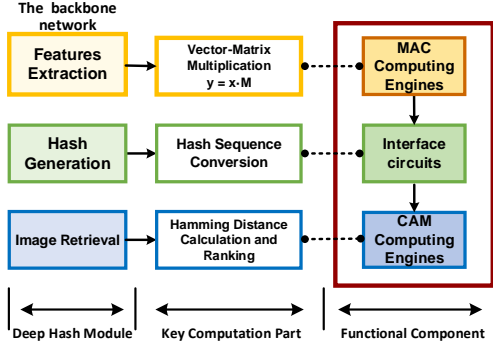 The backbone
network
Features
Extraction
Vector-Matrix
Multiplication
y = x·M
MAC
Computing
Engines
Hash
Generation
Hash Sequence
Conversion
Interface
circuits
Image Retrieval
Hamming Distance
Calculation and
Ranking
CAM
Computing
Engines
Deep Hash Module
Key Computation Part
Functional Component